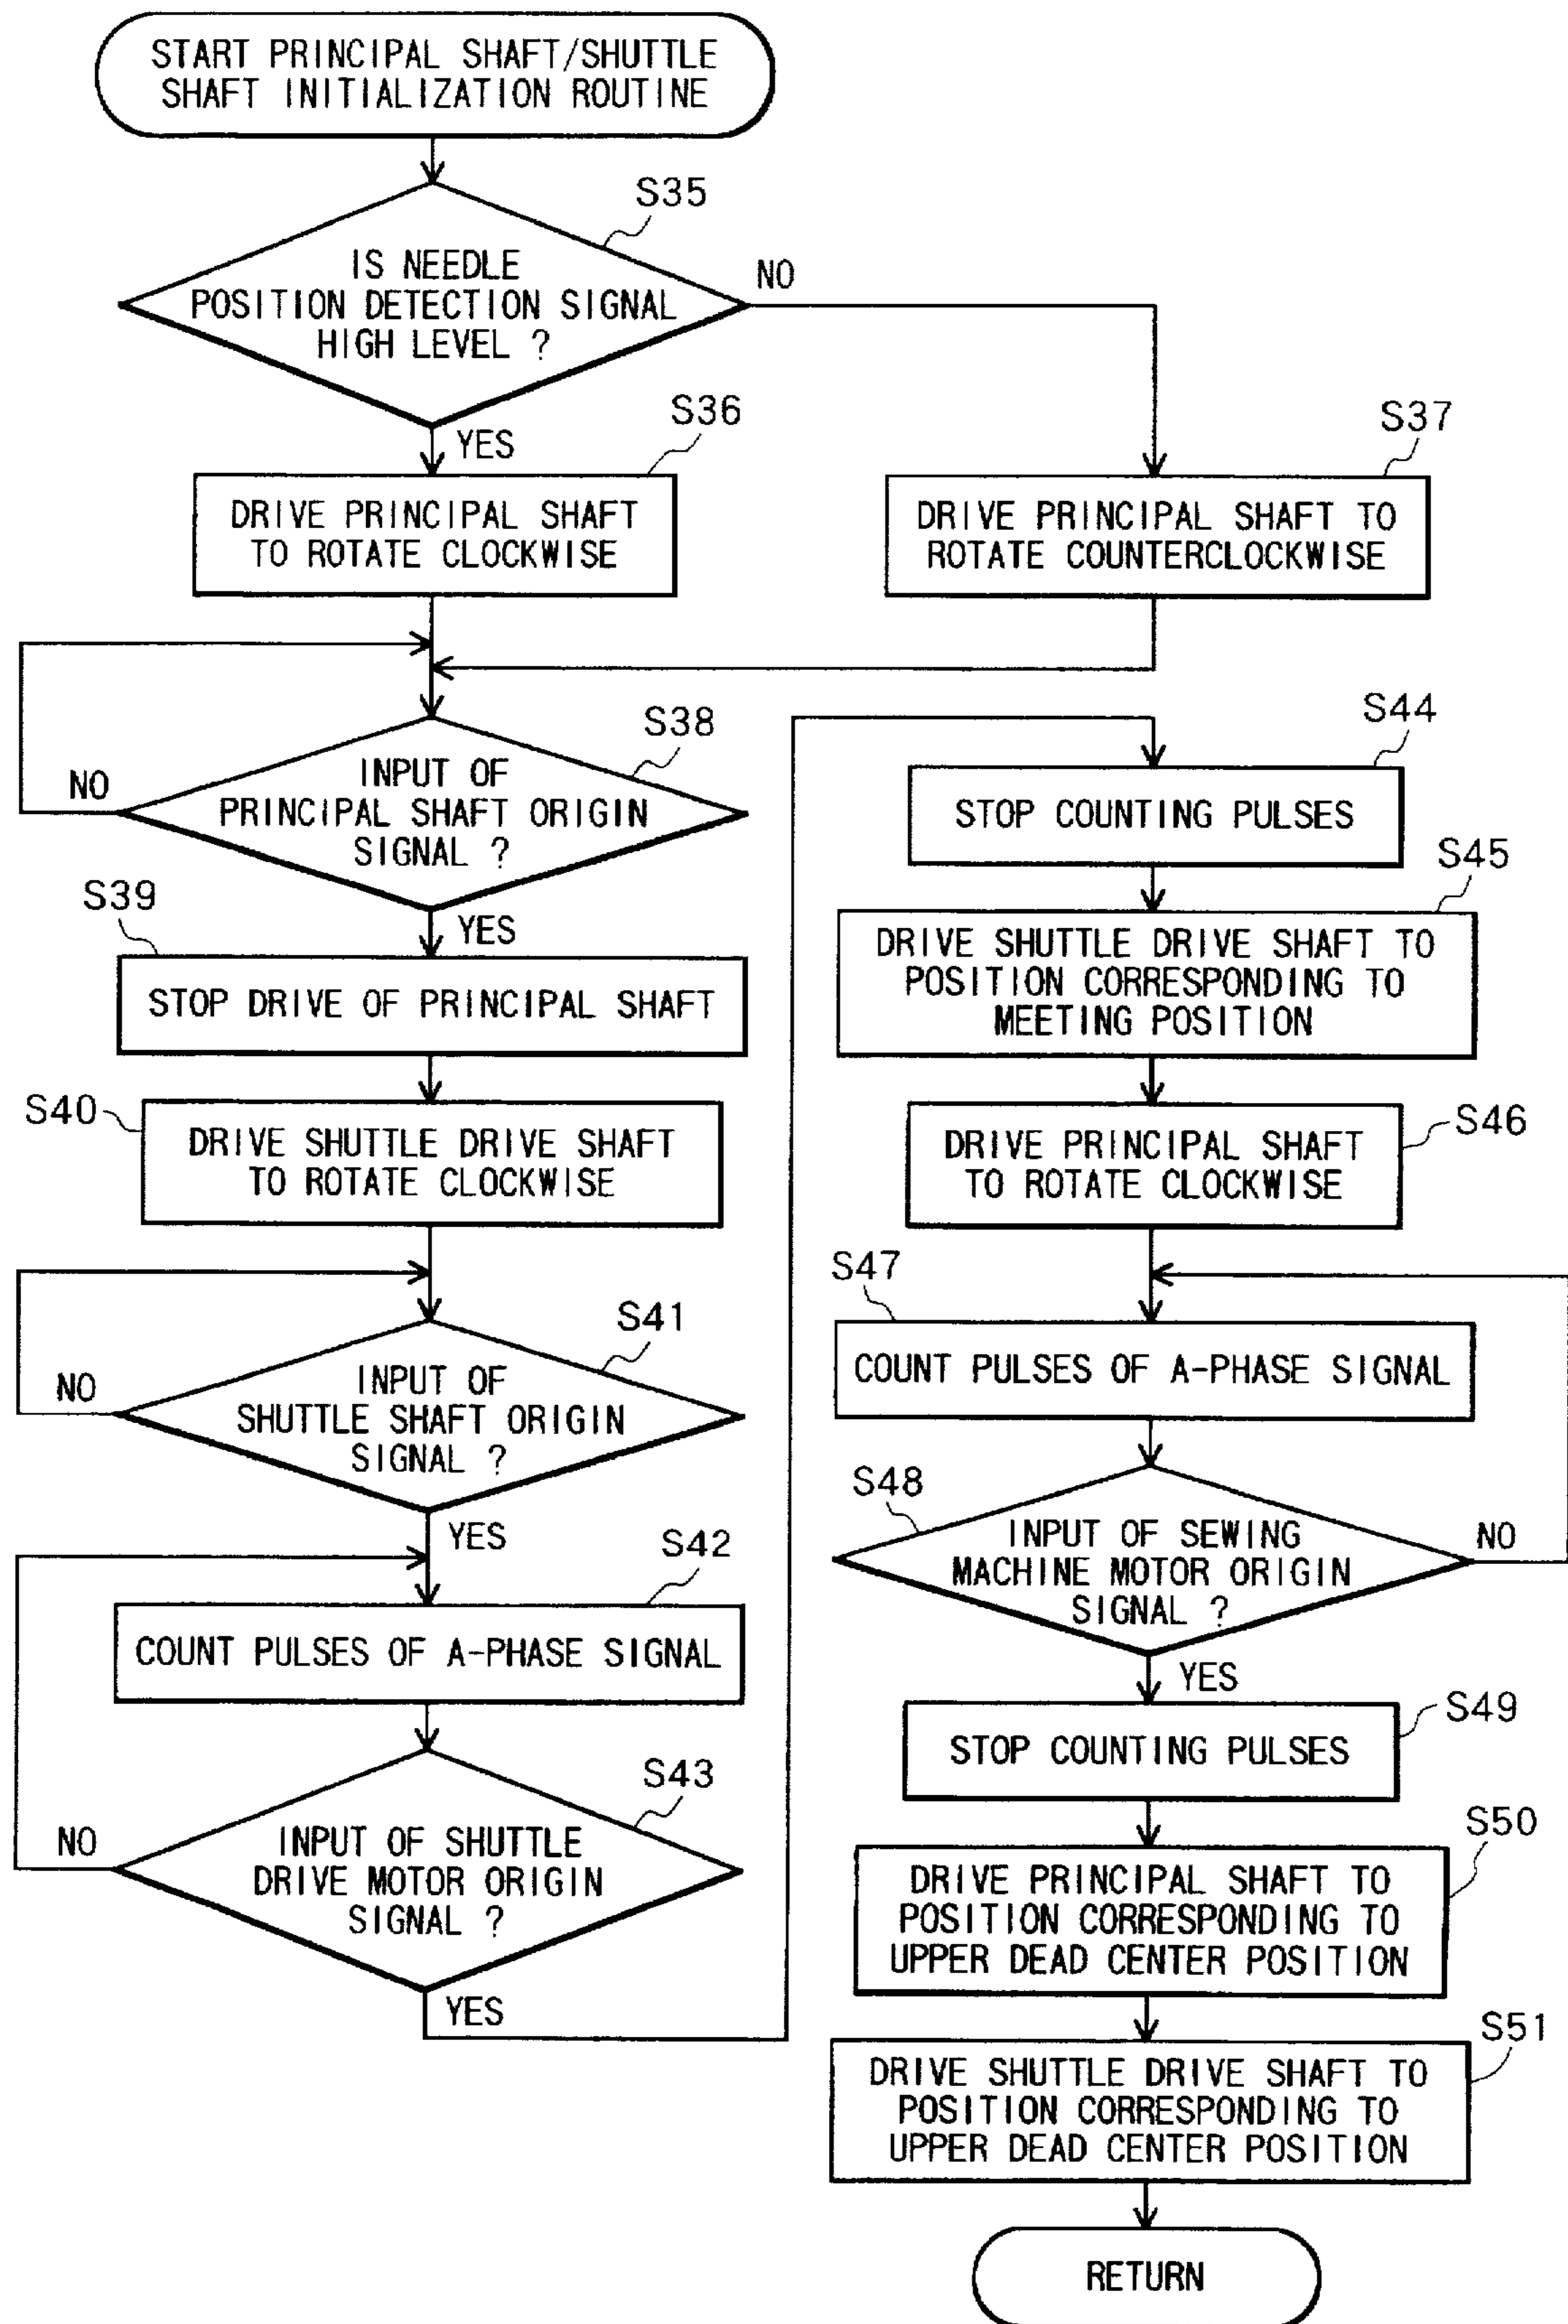 START PRINCIPAL SHAFT/SHUTTLE
SHAFT INITIALIZATION ROUTINE
S35
IS NEEDLE
POSITION DETECTION SIGNAL
HIGH LEVEL ?
NO
YES
S36
DRIVE PRINCIPAL SHAFT
TO ROTATE CLOCKWISE
S37
DRIVE PRINCIPAL SHAFT TO
ROTATE COUNTERCLOCKWISE
S38
INPUT OF
PRINCIPAL SHAFT ORIGIN
SIGNAL ?
NO
YES
S39
STOP DRIVE OF PRINCIPAL SHAFT
S40
DRIVE SHUTTLE DRIVE SHAFT
TO ROTATE CLOCKWISE
S41
INPUT OF
SHUTTLE SHAFT ORIGIN
SIGNAL ?
NO
YES
S42
COUNT PULSES OF A-PHASE SIGNAL
S43
INPUT OF SHUTTLE
DRIVE MOTOR ORIGIN
SIGNAL ?
NO
YES
S44
STOP COUNTING PULSES
S45
DRIVE SHUTTLE DRIVE SHAFT TO
POSITION CORRESPONDING TO
MEETING POSITION
S46
DRIVE PRINCIPAL SHAFT
TO ROTATE CLOCKWISE
S47
COUNT PULSES OF A-PHASE SIGNAL
S48
INPUT OF SEWING
MACHINE MOTOR ORIGIN
SIGNAL ?
NO
YES
S49
STOP COUNTING PULSES
S50
DRIVE PRINCIPAL SHAFT TO
POSITION CORRESPONDING TO
UPPER DEAD CENTER POSITION
S51
DRIVE SHUTTLE DRIVE SHAFT TO
POSITION CORRESPONDING TO
UPPER DEAD CENTER POSITION
RETURN